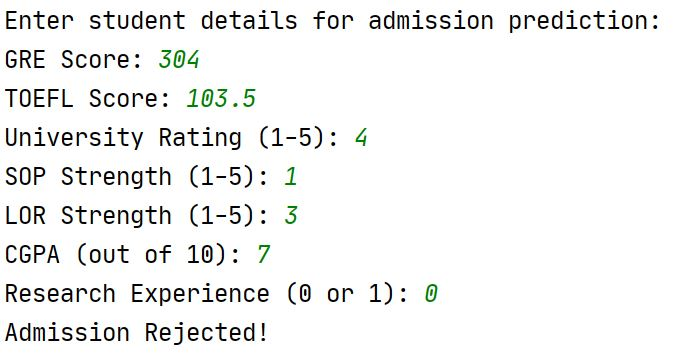 Enter student details for admission prediction:
GRE Score: 304
TOEFL Score: 103.5
University Rating (1-5): 4
SOP Strength (1-5): 1
LOR Strength (1-5): 3
CGPA (out of 10): 7
Research Experience (0 or 1): 0
Admission Rejected!